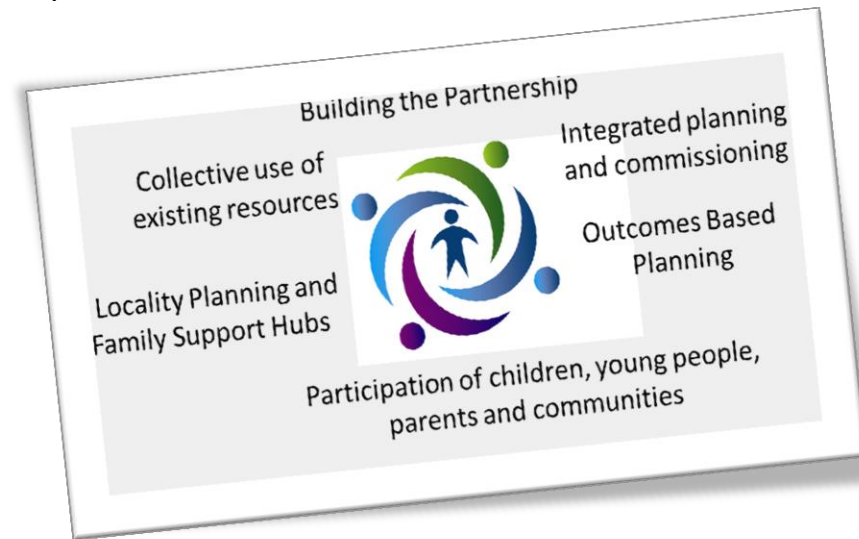 Building the Partnership
Collective use of
existing resources
Integrated planning
and commissioning
Outcomes Based
Planning
Locality Planning and
Family Support Hubs
Participation of children, young people,
parents and communities